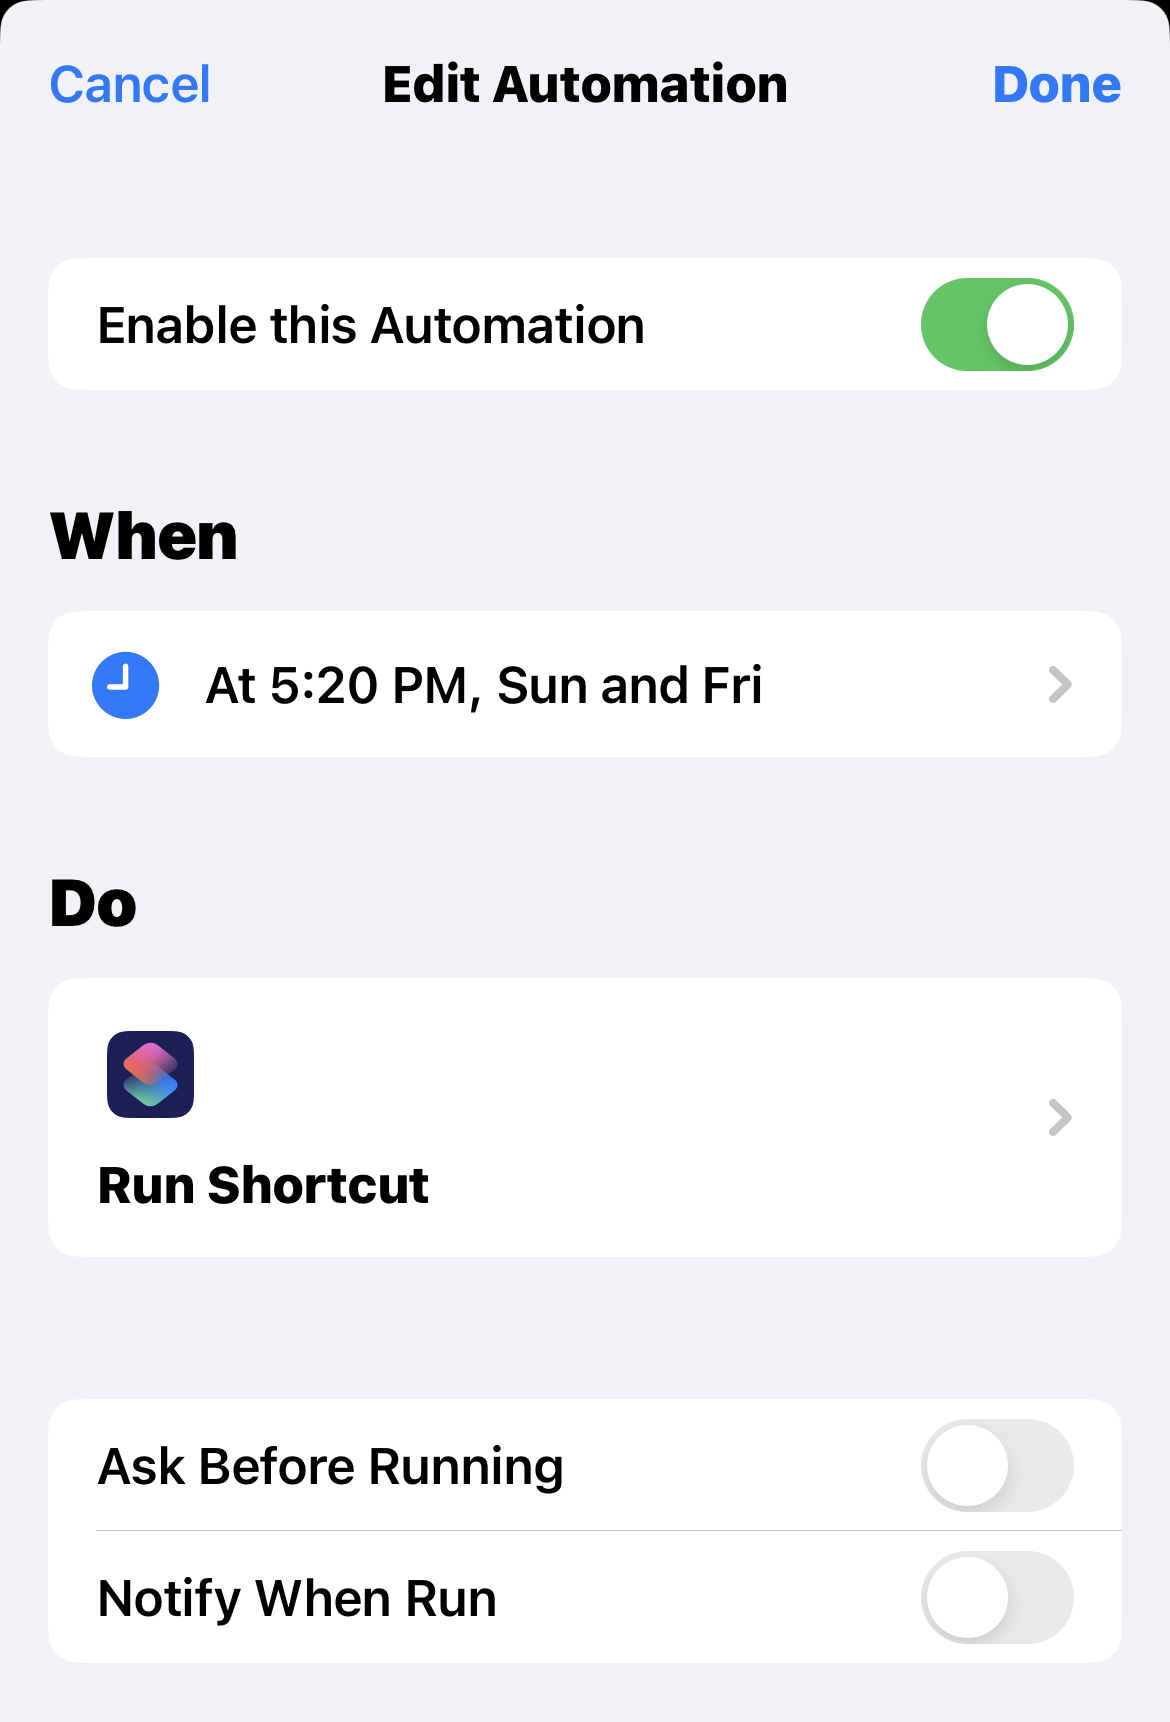 Cancel Edit Automation Done
Enable this Automation
When
At 5:20 PM, Sun and Fri
Do
Run Shortcut
Ask Before Running
Notify When Run